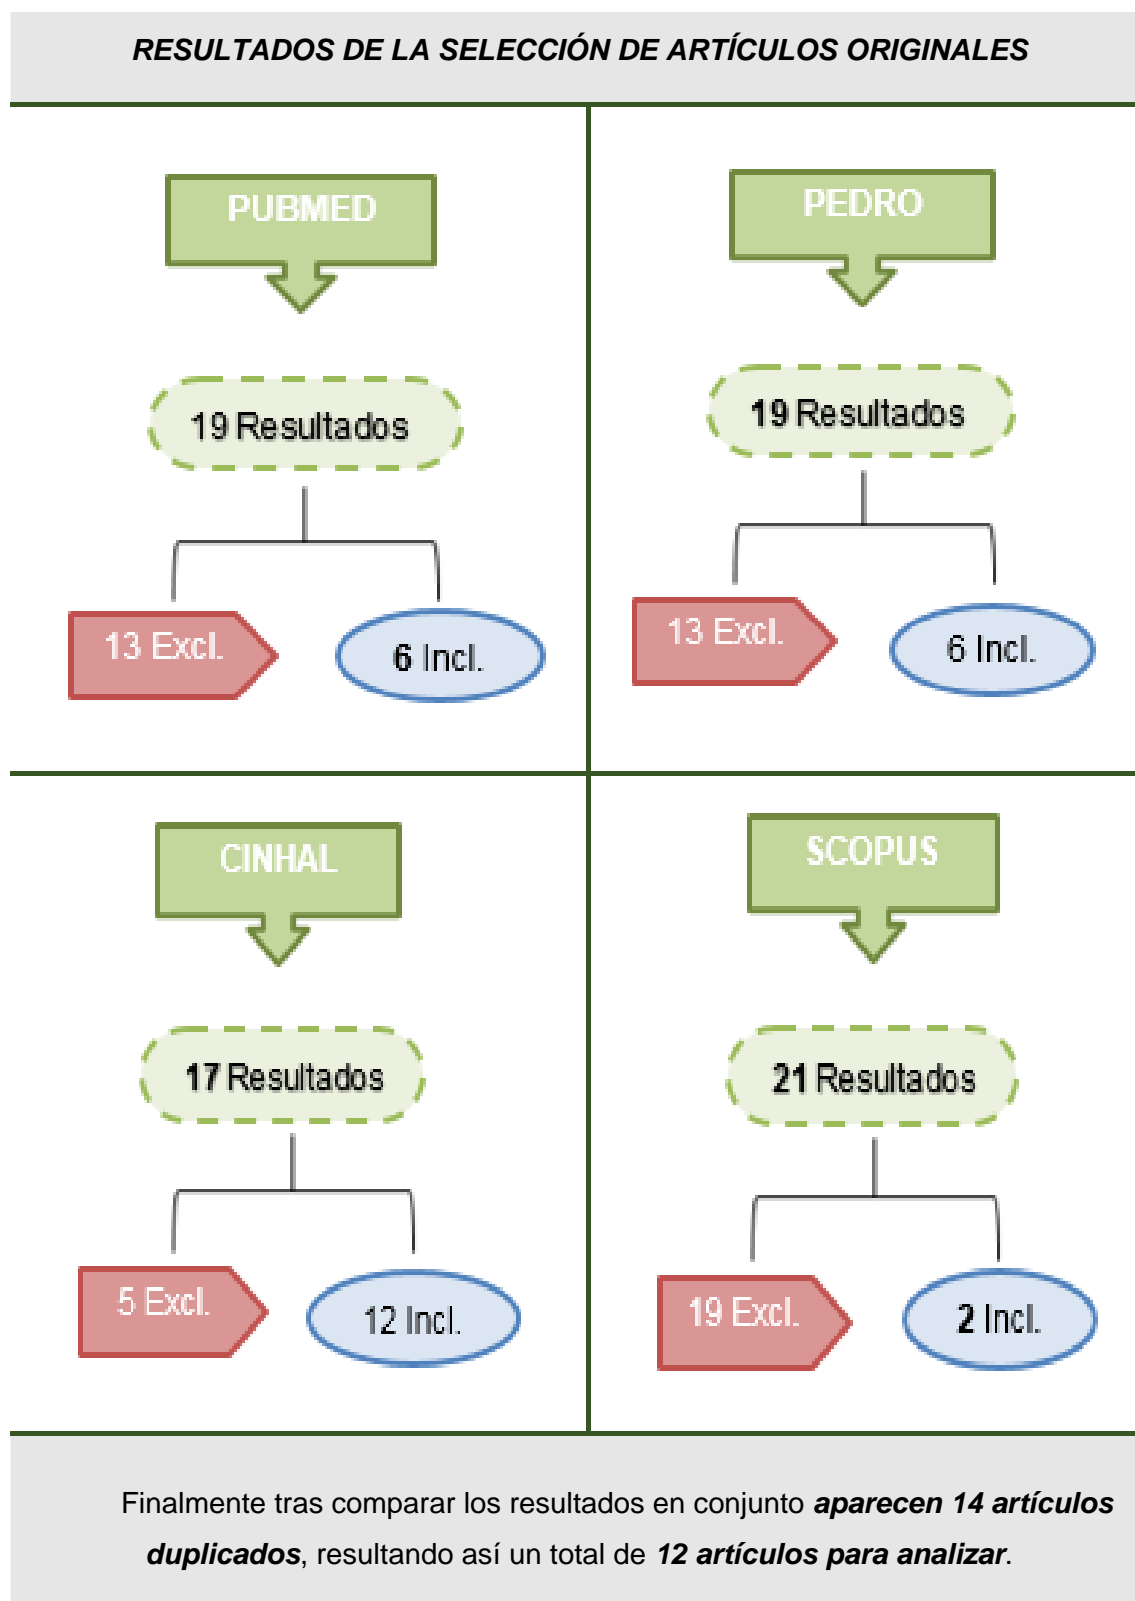 RESULTADOS DE LA SELECCIÓN DE ARTÍCULOS ORIGINALES
PUBMED
19 Resultados
13 Excl.
6 Incl.
PEDRO
19 Resultados
13 Excl.
6 Incl.
CINHAL
17 Resultados
5 Excl.
12 Incl.
SCOPUS
21 Resultados
19 Excl.
2 Incl.
Finalmente tras comparar los resultados en conjunto aparecen 14 artículos
duplicados, resultando así un total de 12 artículos para analizar.